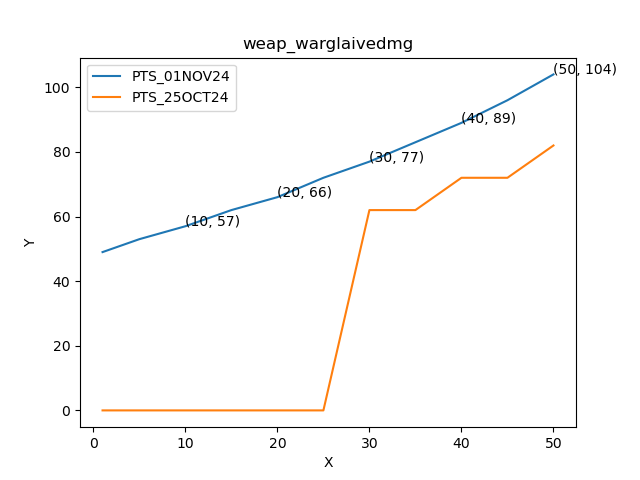 weap_warglaivedmg
PTS_01NOV24
PTS_25OCT24
(50, 104)
(40, 89)
(30, 77)
(20, 66)
(10, 57)
Y
100
80
60
40
20
0
0 10 20 30 40 50
X